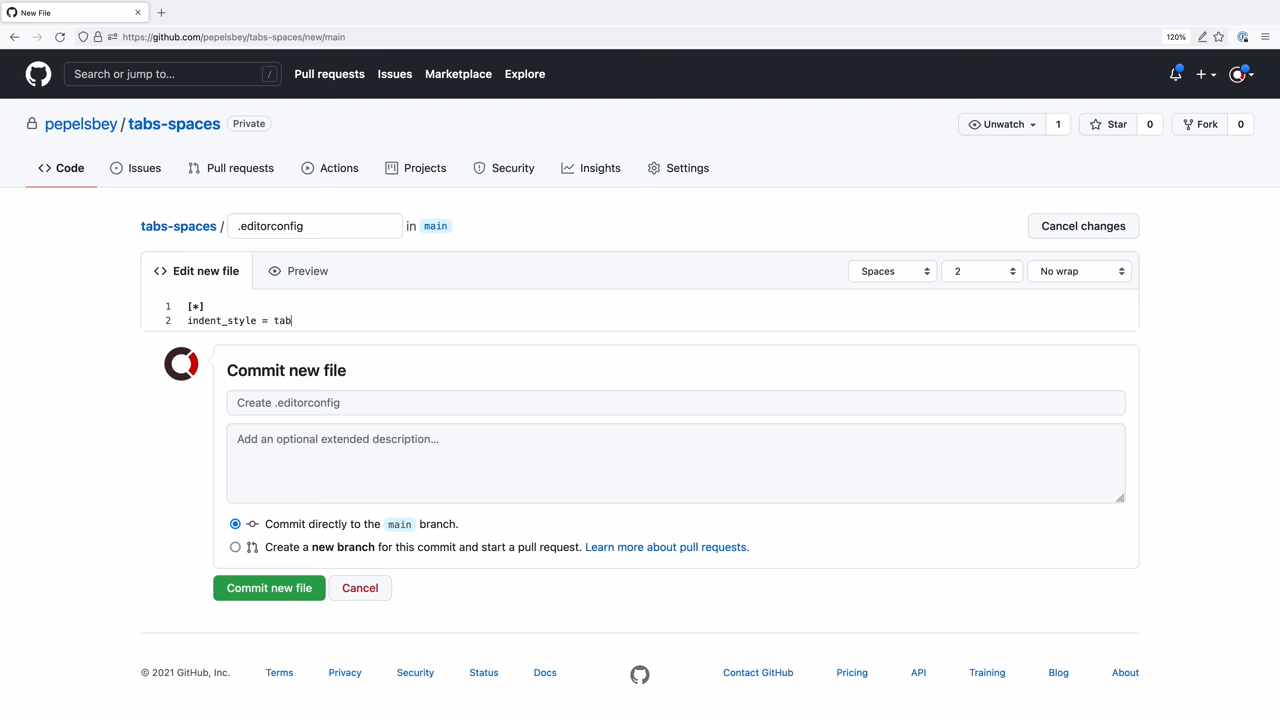 New File
https://github.com/pepelsbey/tabs-spaces/new/main
120%
Search or jump to... /
Pull requests Issues Marketplace Explore
pepelsbey / tabs-spaces Private
Unwatch 1 Star 0 Fork 0
Code Issues Pull requests Actions Projects Security Insights Settings
tabs-spaces / .editorconfig in main
Cancel changes
Edit new file Preview
Spaces 2 No wrap
1 [*]
2 indent_style = tab
Commit new file
Create .editorconfig
Add an optional extended description...
Commit directly to the main branch.
Create a new branch for this commit and start a pull request. Learn more about pull requests.
Commit new file Cancel
© 2021 GitHub, Inc. Terms Privacy Security Status Docs Contact GitHub Pricing API Training Blog About